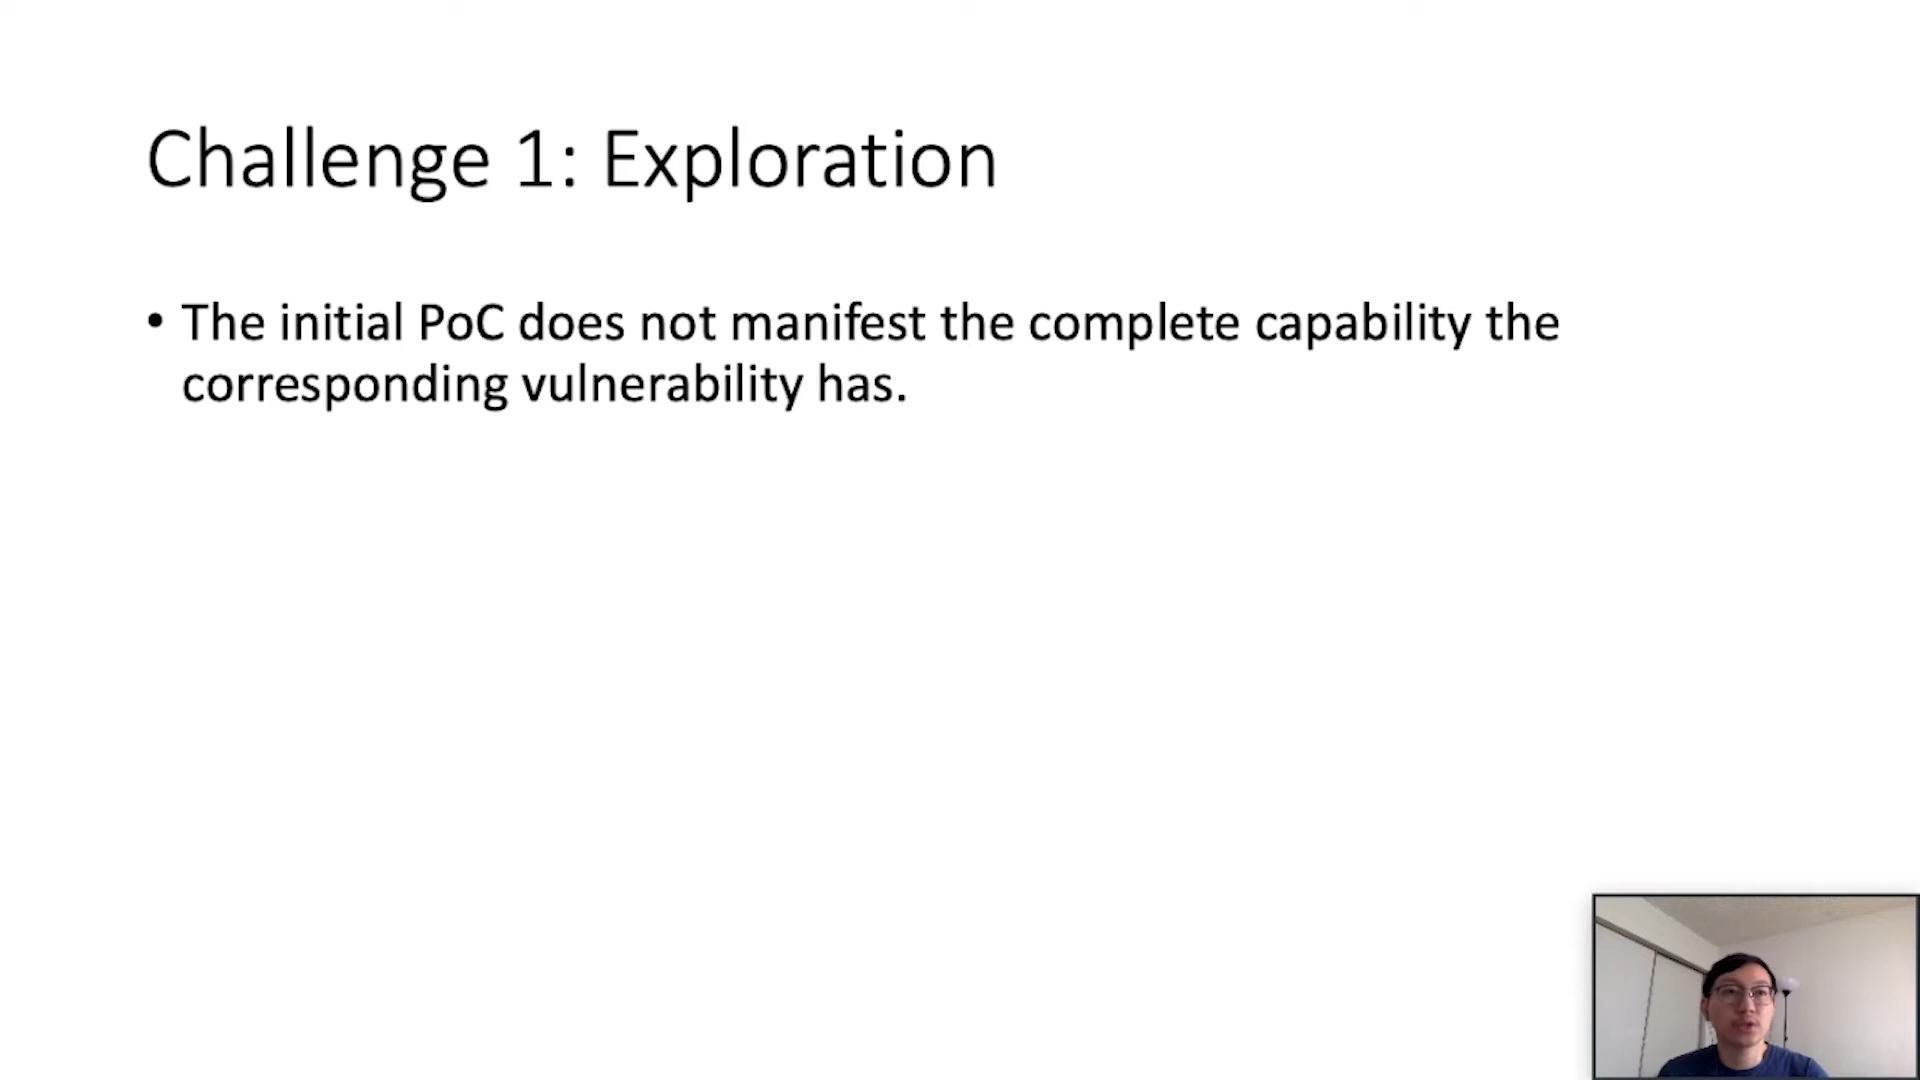 Challenge 1: Exploration
• The initial PoC does not manifest the complete capability the
corresponding vulnerability has.